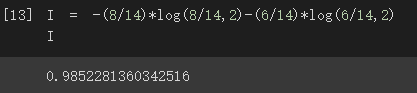 [13] I = -(8/14)*log(8/14,2)-(6/14)*log(6/14,2)
I
0.9852281360342516